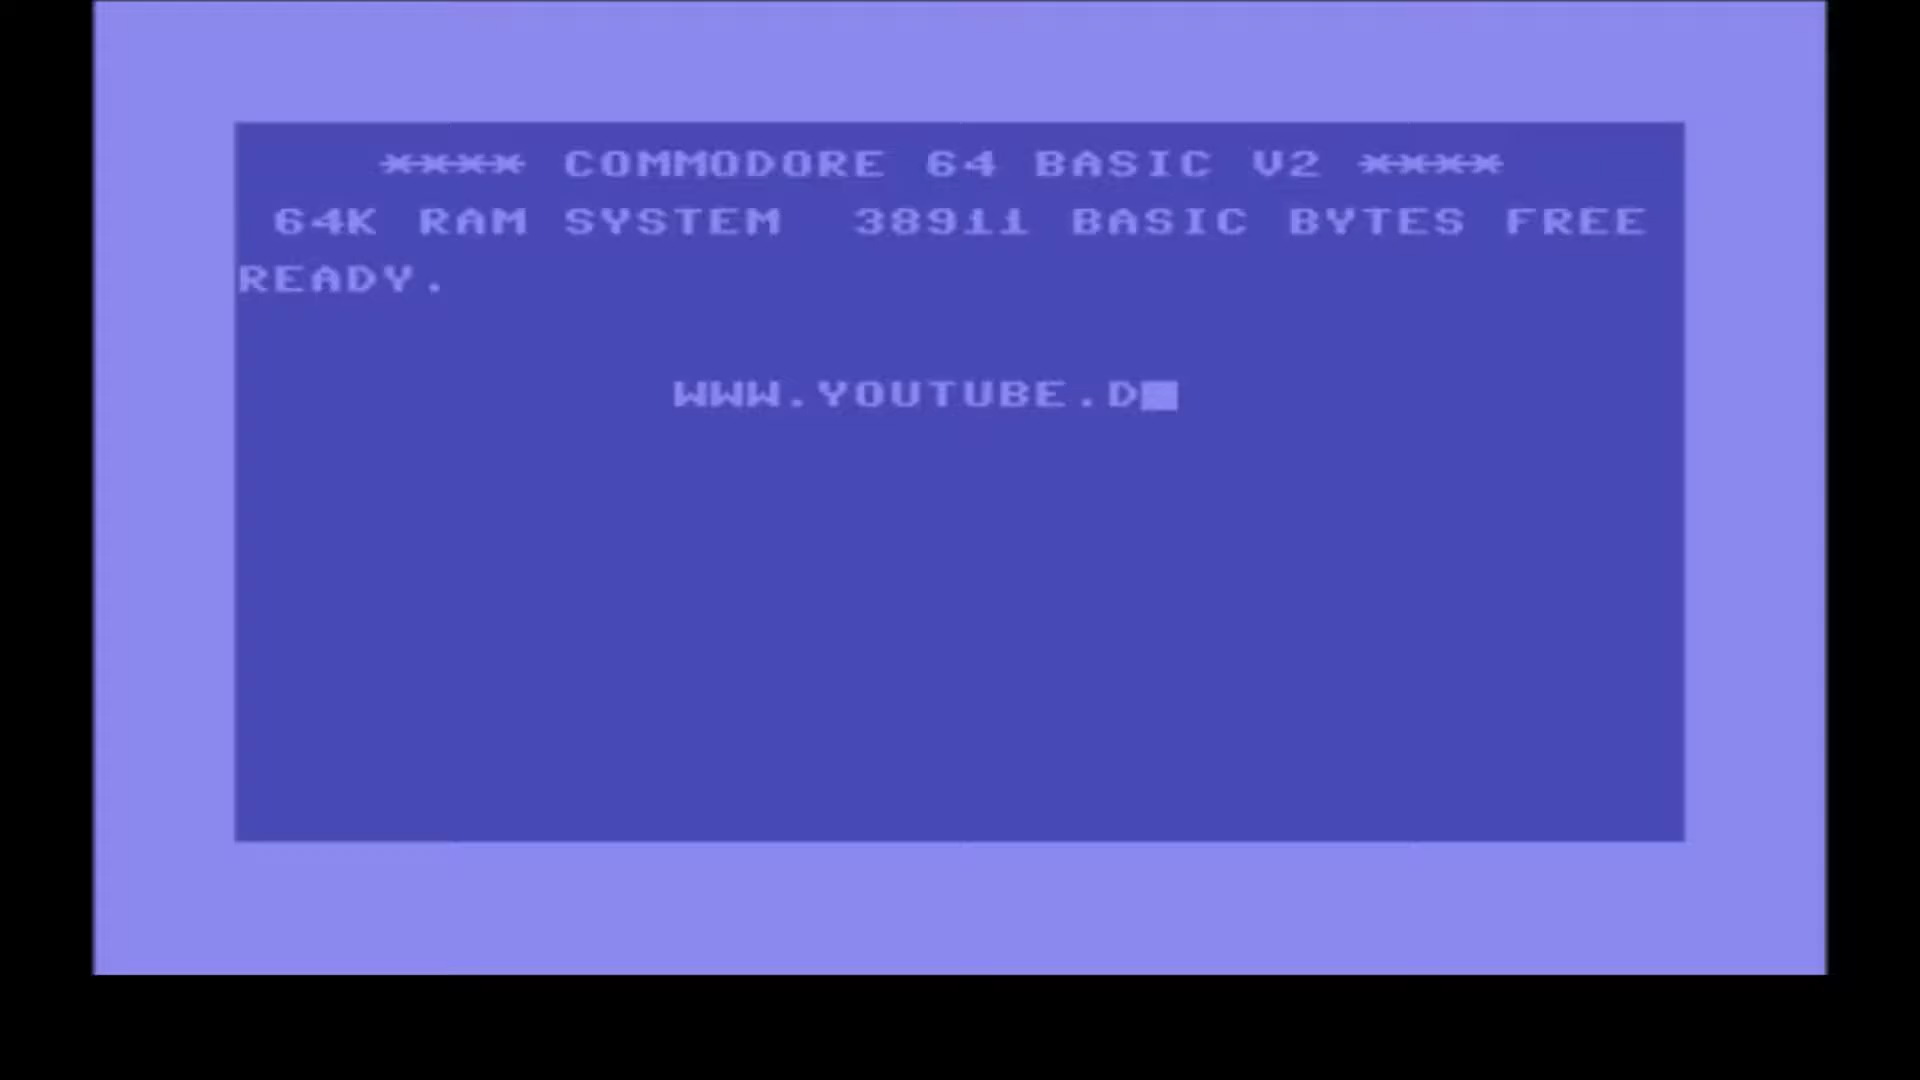 **** COMMODORE 64 BASIC V2 ****
64K RAM SYSTEM  38911 BASIC BYTES FREE
READY.
WWW.YOUTUBE.D